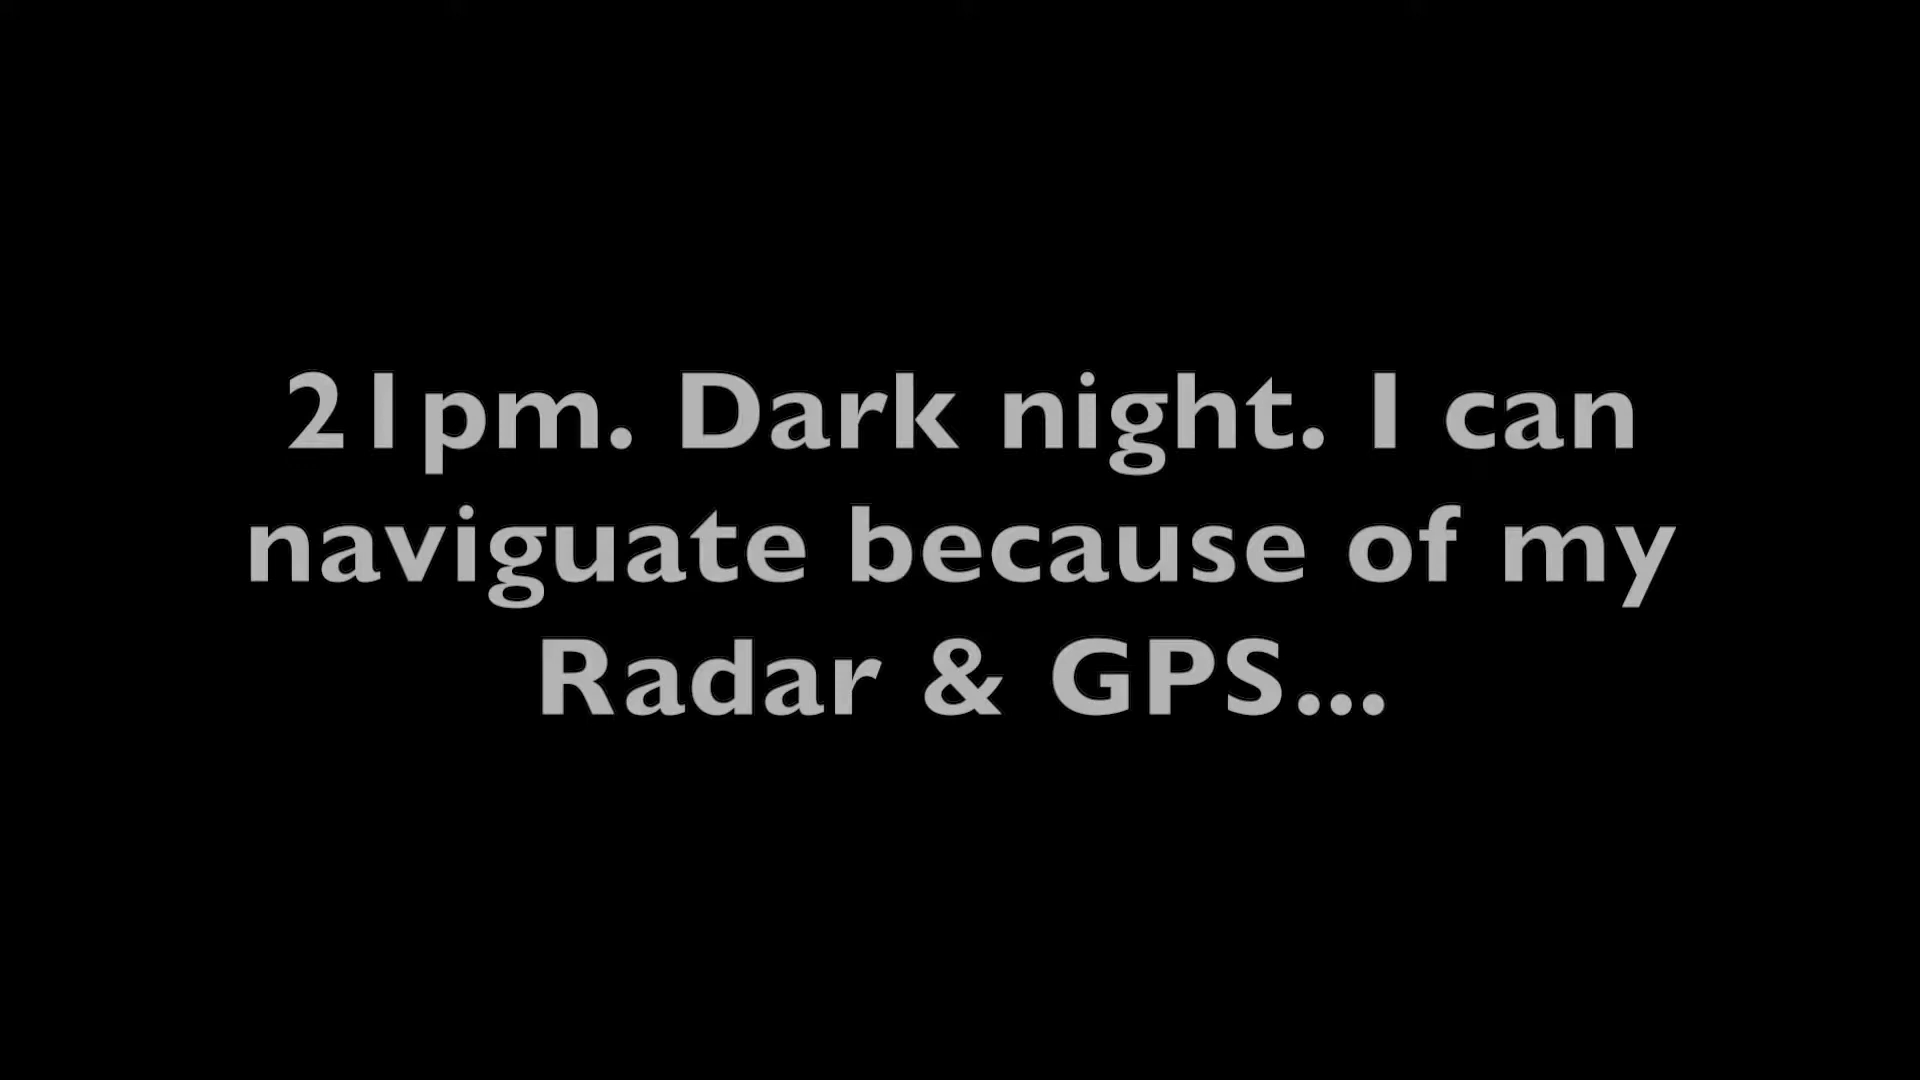 21pm. Dark night. I can
naviguate because of my
Radar & GPS...